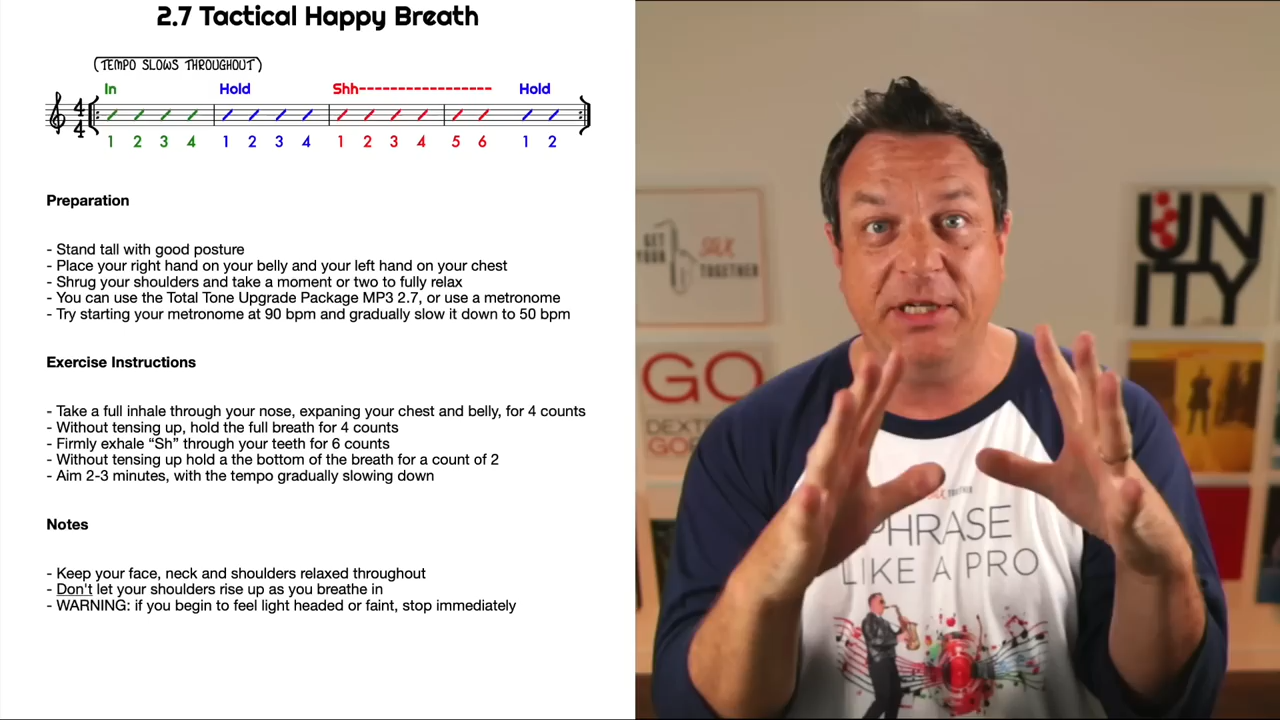 2.7 Tactical Happy Breath
(TEMPO SLOWS THROUGHOUT)
In Hold Shh----------------- Hold
4
4
1 2 3 4 1 2 3 4 1 2 3 4 5 6 1 2
Preparation
- Stand tall with good posture
- Place your right hand on your belly and your left hand on your chest
- Shrug your shoulders and take a moment or two to fully relax
- You can use the Total Tone Upgrade Package MP3 2.7, or use a metronome
- Try starting your metronome at 90 bpm and gradually slow it down to 50 bpm
Exercise Instructions
- Take a full inhale through your nose, expaning your chest and belly, for 4 counts
- Without tensing up, hold the full breath for 4 counts
- Firmly exhale “Sh” through your teeth for 6 counts
- Without tensing up hold a the bottom of the breath for a count of 2
- Aim 2-3 minutes, with the tempo gradually slowing down
Notes
- Keep your face, neck and shoulders relaxed throughout
- Don't let your shoulders rise up as you breathe in
- WARNING: if you begin to feel light headed or faint, stop immediately
GET
YOUR SAX
TOGETHER
GO
DEXT
GO
UN
ITY
TOGETHER
PHRASE
LIKE A PRO